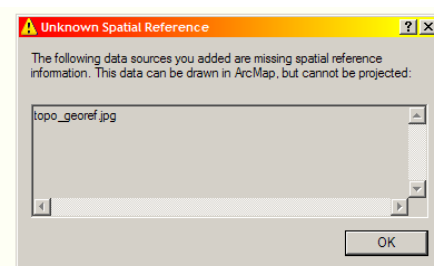 Unknown Spatial Reference
The following data sources you added are missing spatial reference
information. This data can be drawn in ArcMap, but cannot be projected:
topo_georef.jpg
OK